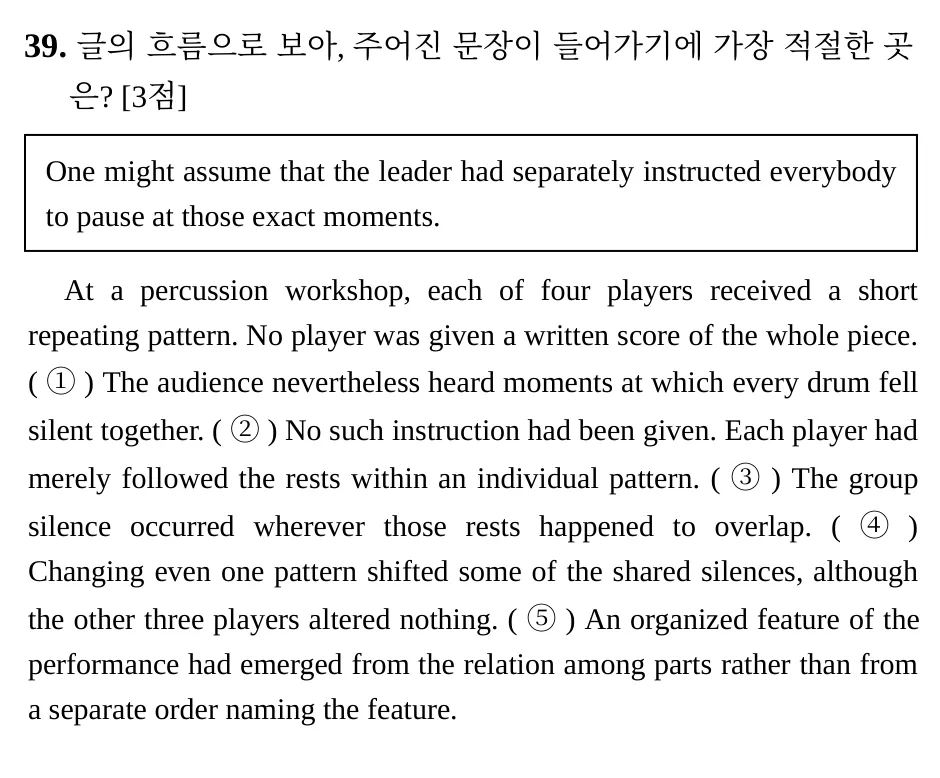 39. 글의 흐름으로 보아, 주어진 문장이 들어가기에 가장 적절한 곳
은? [3점]
One might assume that the leader had separately instructed everybody
to pause at those exact moments.
At a percussion workshop, each of four players received a short
repeating pattern. No player was given a written score of the whole piece.
( ① ) The audience nevertheless heard moments at which every drum fell
silent together. ( ② ) No such instruction had been given. Each player had
merely followed the rests within an individual pattern. ( ③ ) The group
silence occurred wherever those rests happened to overlap. ( ④ )
Changing even one pattern shifted some of the shared silences, although
the other three players altered nothing. ( ⑤ ) An organized feature of the
performance had emerged from the relation among parts rather than from
a separate order naming the feature.